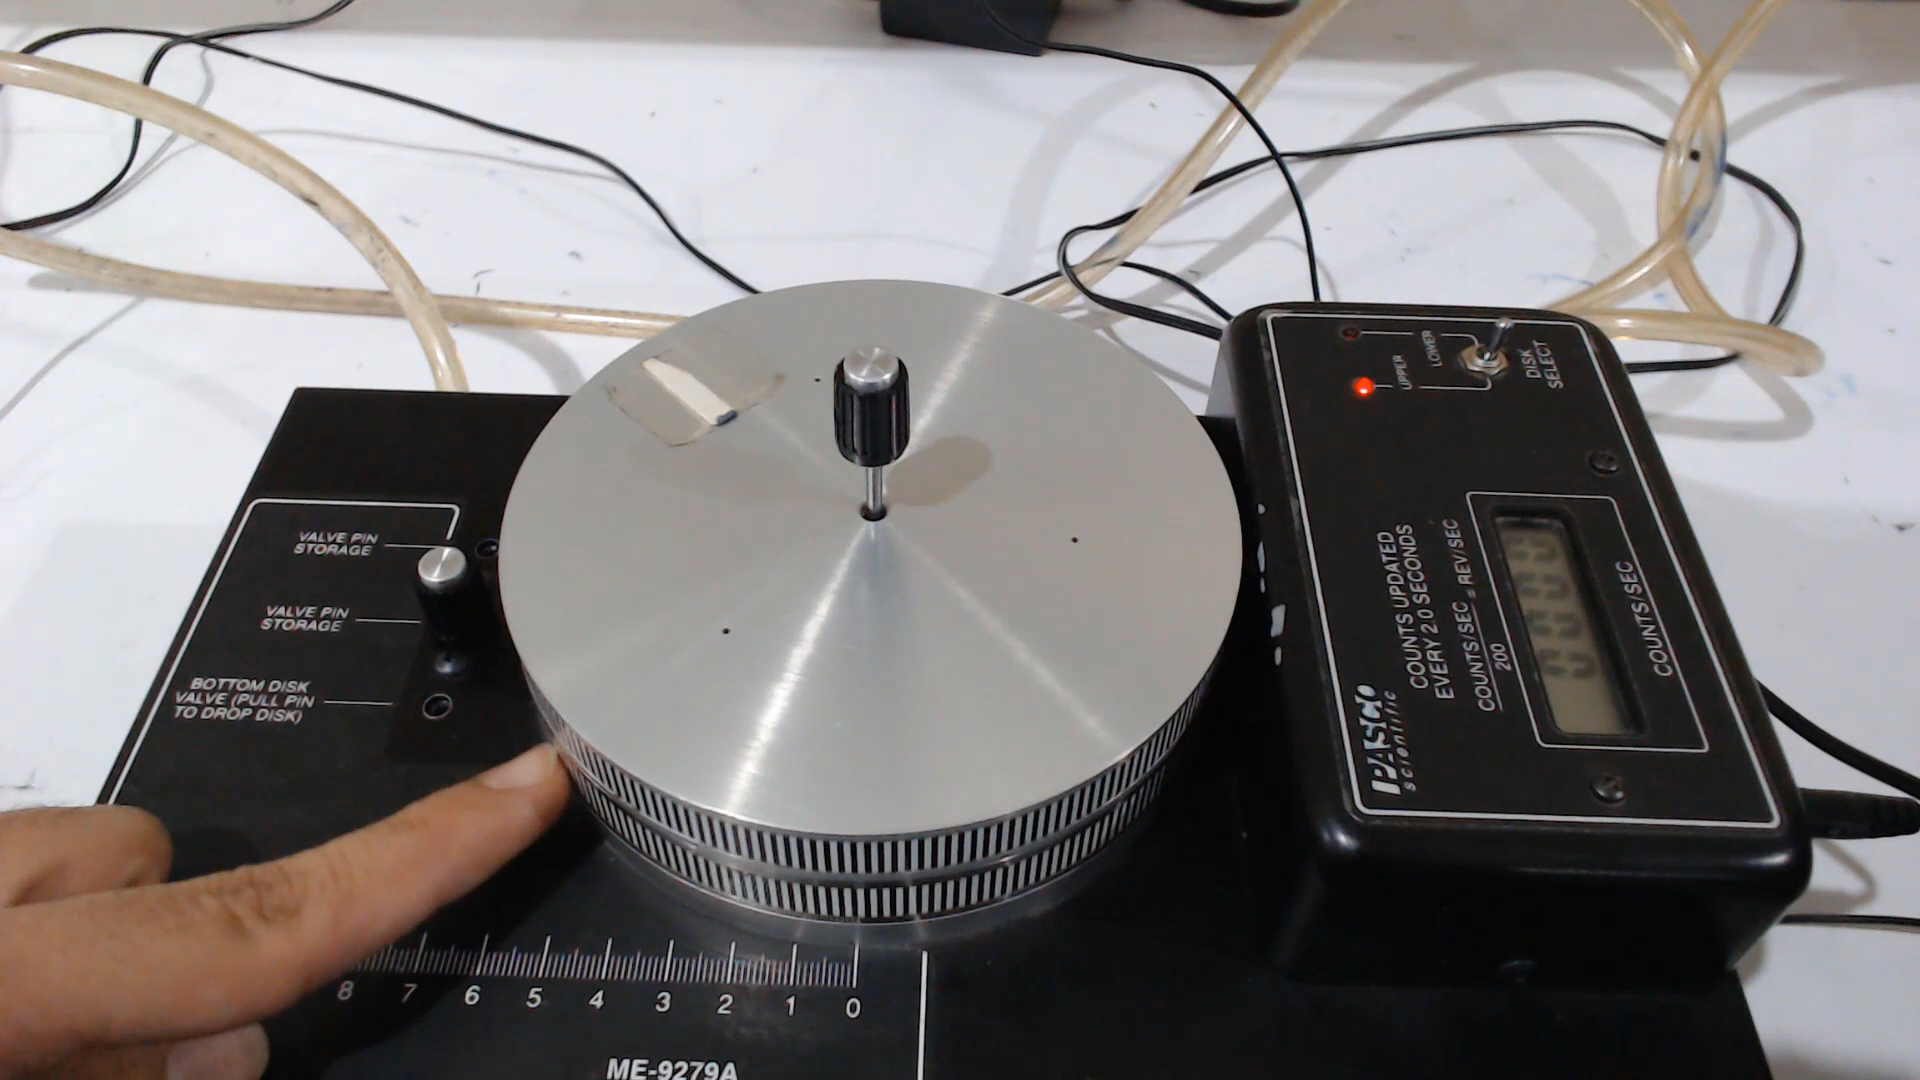 VALVE PIN
STORAGE
VALVE PIN
STORAGE
BOTTOM DISK
VALVE (PULL PIN
TO DROP DISK)
8 7 6 5 4 3 2 1 0
ME-9279A
UPPER
LOWER
DISK
SELECT
PASCO
scientific
COUNTS UPDATED
EVERY 2.0 SECONDS
COUNTS/SEC = REV/SEC
200
0000
COUNTS/SEC